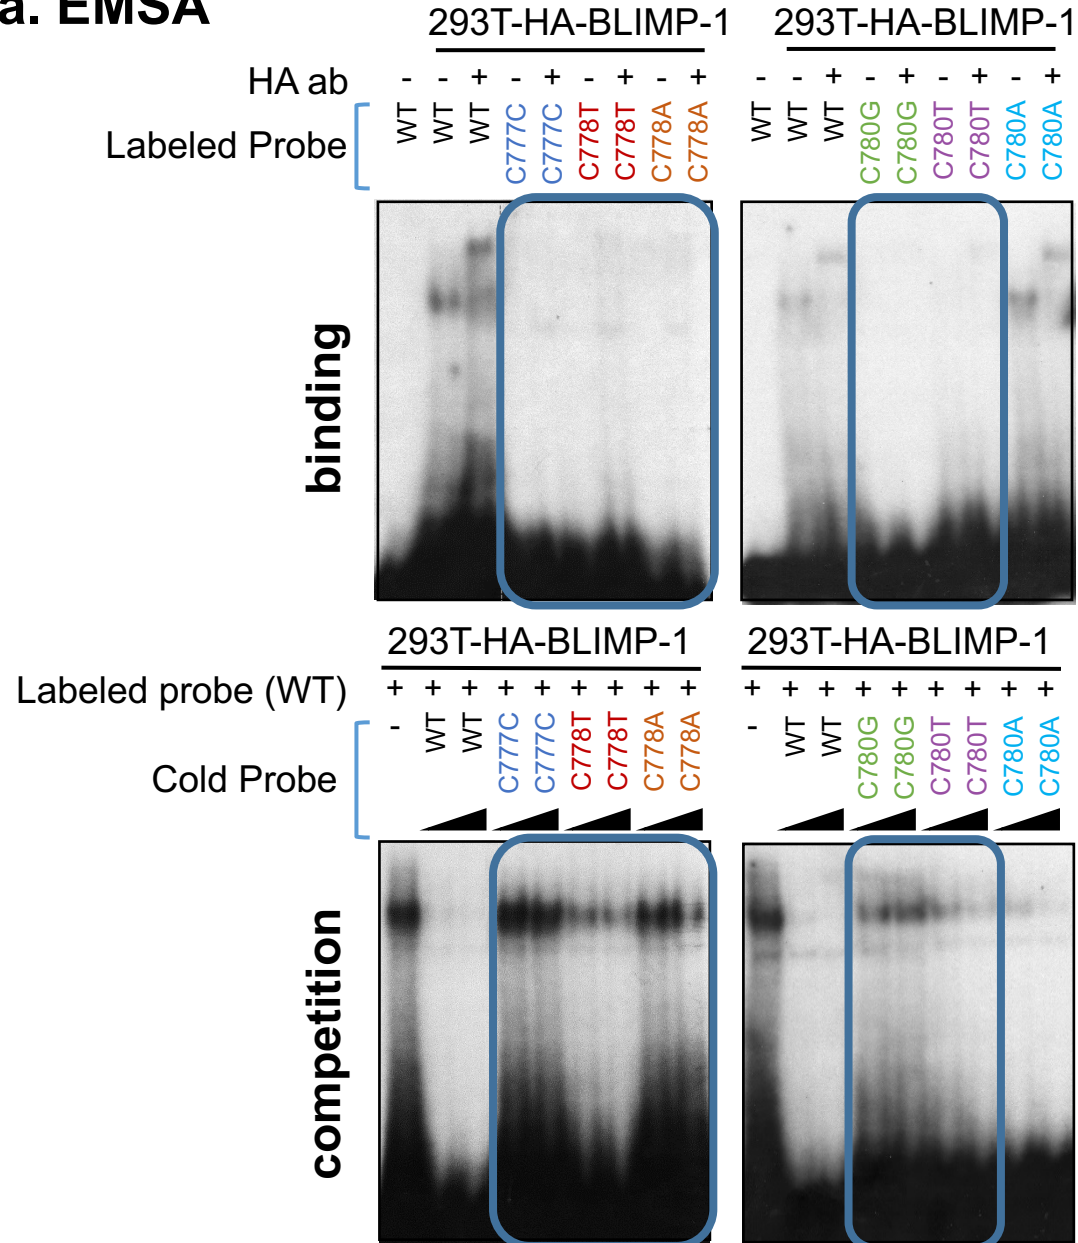 a. EMSA
293T-HA-BLIMP-1 293T-HA-BLIMP-1
HA ab - - + - + - + - + - - + - + - + - +
Labeled Probe WT WT WT C777C C777C C778T C778T C778A C778A WT WT WT C780G C780G C780T C780T C780A C780A
binding
293T-HA-BLIMP-1 293T-HA-BLIMP-1
Labeled probe (WT) + + + + + + + + + + + + + + + + + +
Cold Probe - WT WT C777C C777C C778T C778T C778A C778A - WT WT C780G C780G C780T C780T C780A C780A
competition